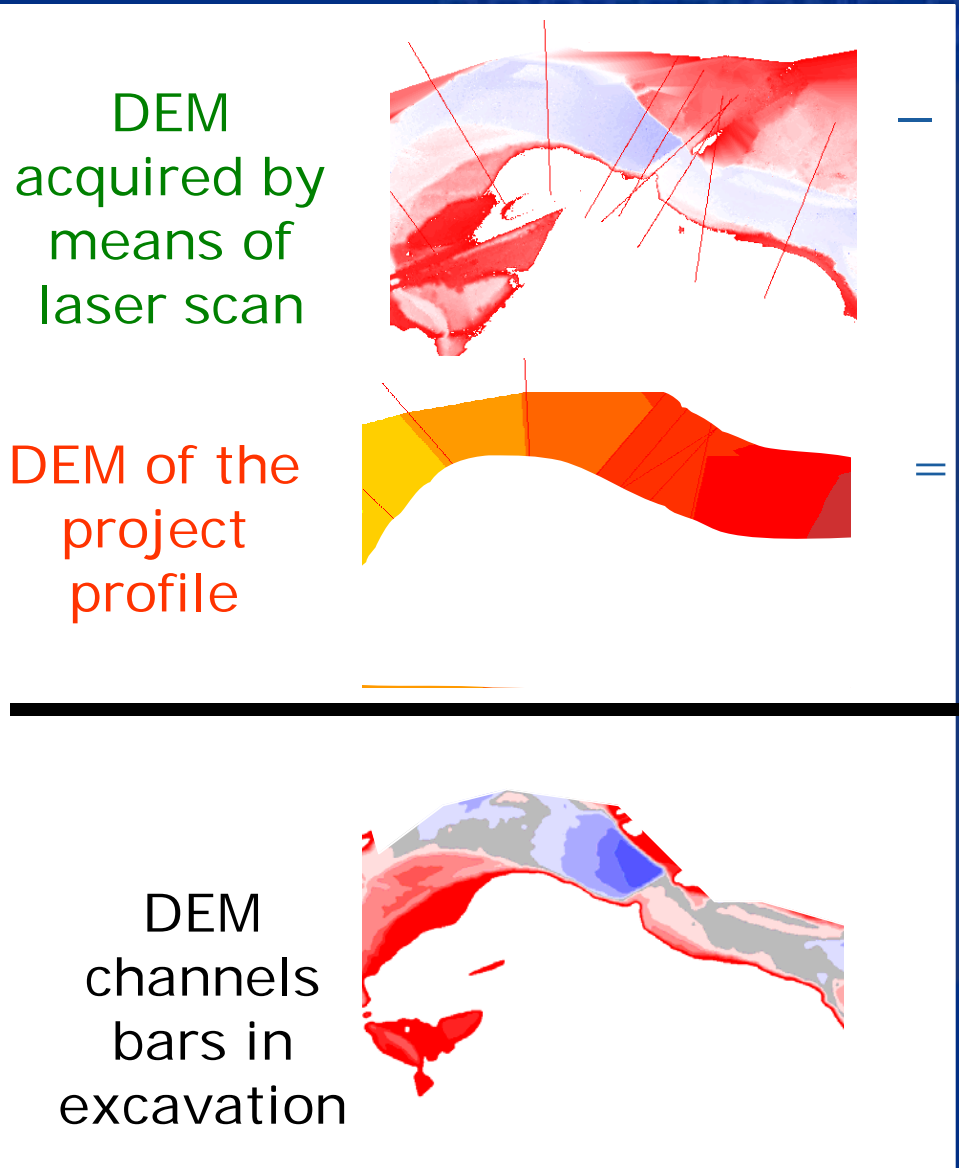 DEM
acquired by
means of
laser scan
–
DEM of the
project
profile
=
DEM
channels
bars in
excavation